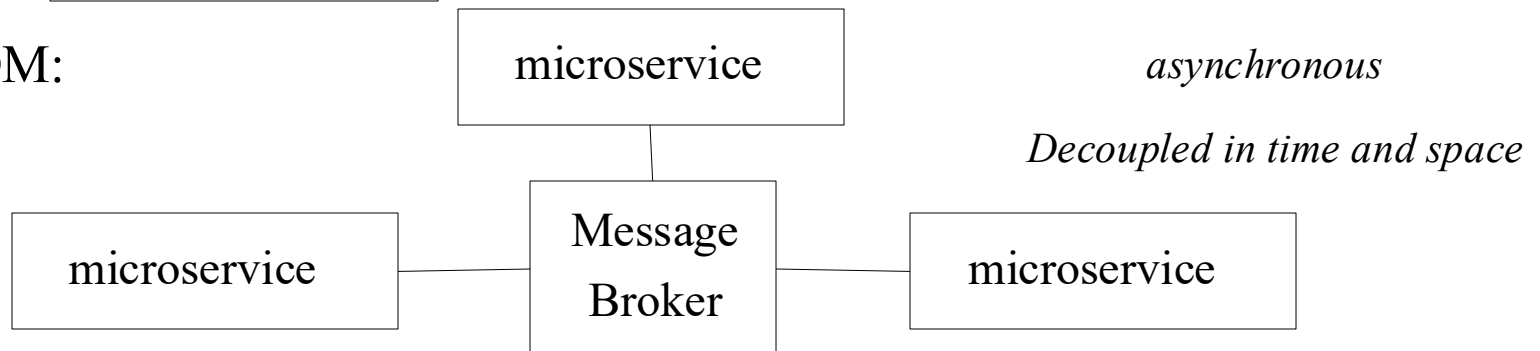 M:
microservice
asynchronous
Decoupled in time and space
Message
Broker
microservice
microservice